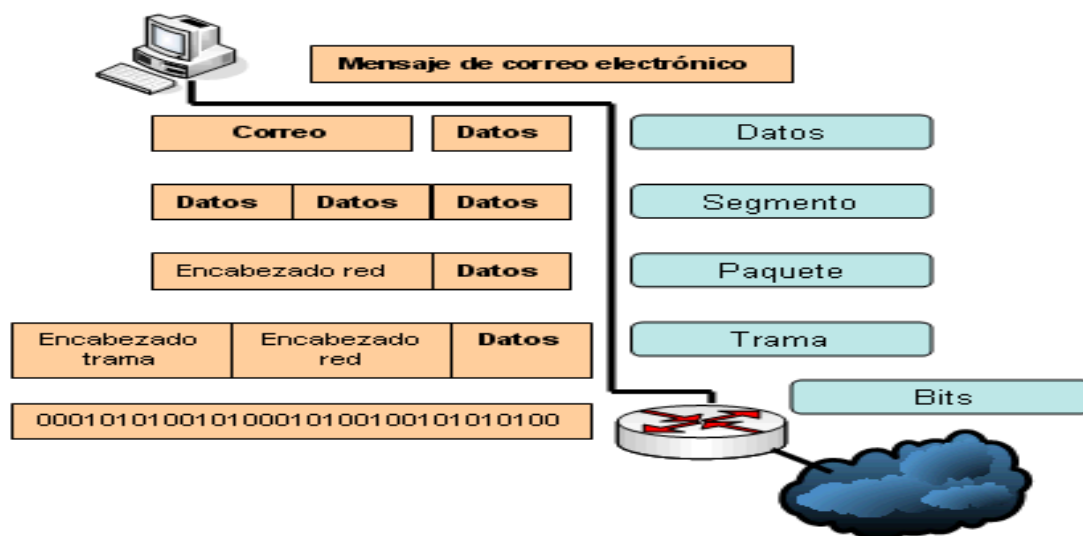 Mensaje de correo electrónico
Correo Datos Datos
Datos Datos Datos Segmento
Encabezado red Datos Paquete
Encabezado trama Encabezado red Datos Trama
Bits
00010101001010001010010010101010100